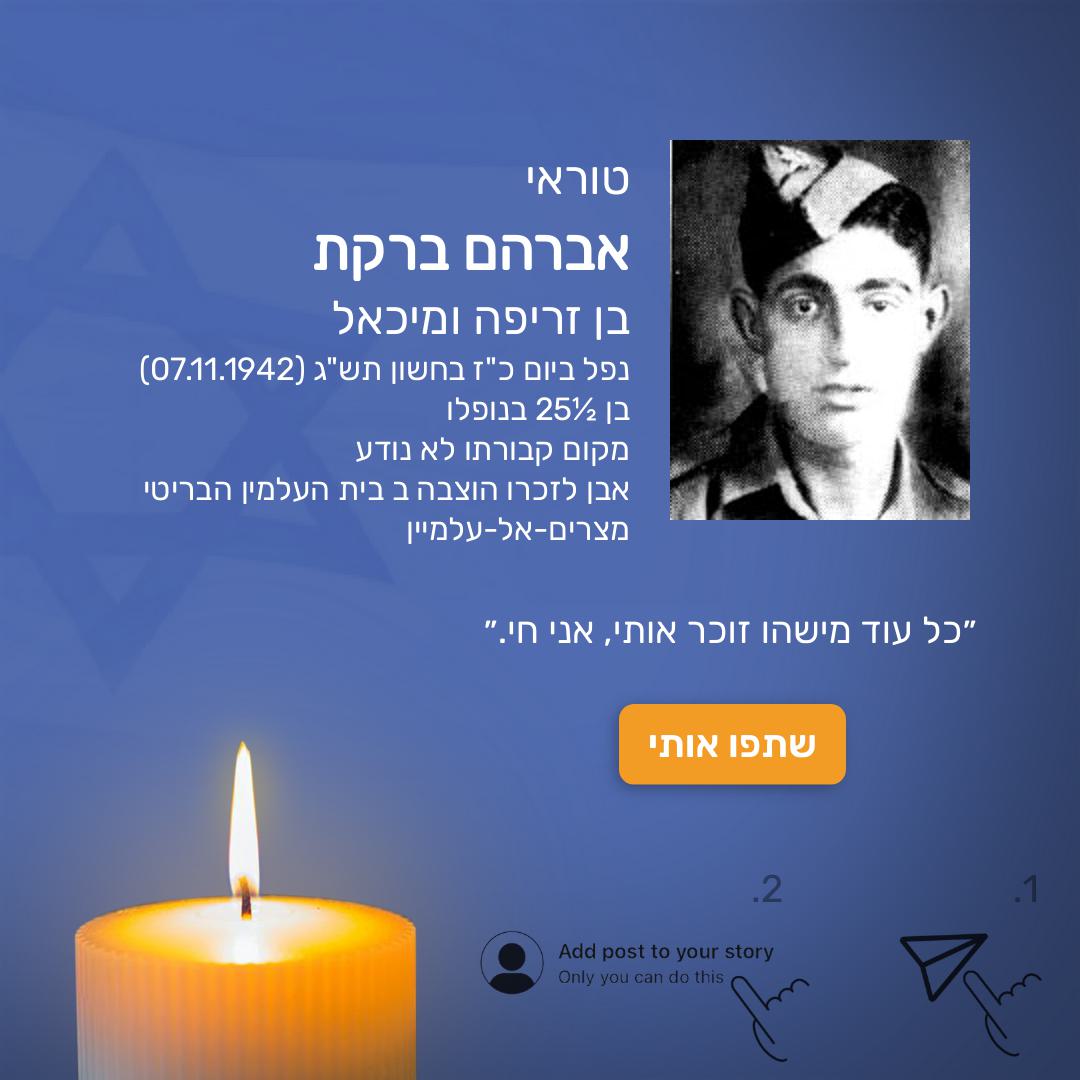 טוראי
אברהם ברקת
בן זריפה ומיכאל
נפל ביום כ"ז בחשון תש"ג (07.11.1942)
בן 25½ בנופלו
מקום קבורתו לא נודע
אבן לזכרו הוצבה ב בית העלמין הבריטי
מצרים-אל-עלמיין
״כל עוד מישהו זוכר אותי, אני חי.״
שתפו אותי
.1
.2
Add post to your story
Only you can do this